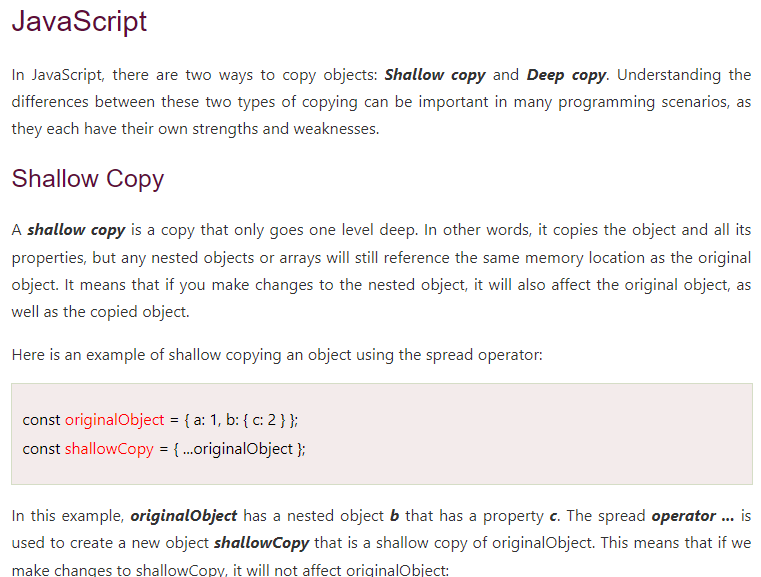 JavaScript
In JavaScript, there are two ways to copy objects: Shallow copy and Deep copy. Understanding the
differences between these two types of copying can be important in many programming scenarios, as
they each have their own strengths and weaknesses.
Shallow Copy
A shallow copy is a copy that only goes one level deep. In other words, it copies the object and all its
properties, but any nested objects or arrays will still reference the same memory location as the original
object. It means that if you make changes to the nested object, it will also affect the original object, as
well as the copied object.
Here is an example of shallow copying an object using the spread operator:
const originalObject = { a: 1, b: { c: 2 } };
const shallowCopy = { ...originalObject };
In this example, originalObject has a nested object b that has a property c. The spread operator ... is
used to create a new object shallowCopy that is a shallow copy of originalObject. This means that if we
make changes to shallowCopy, it will not affect originalObject: